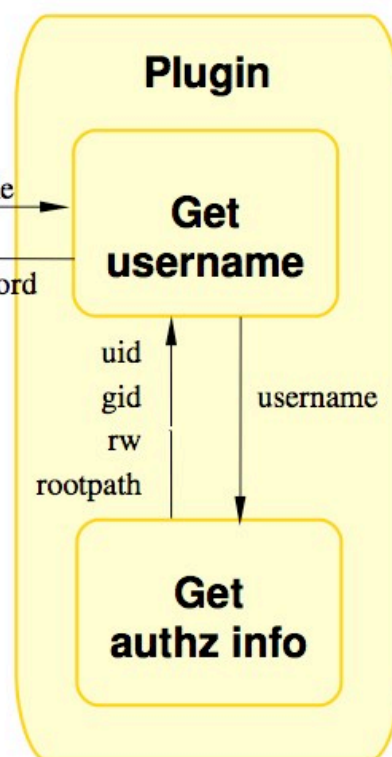 Plugin
Get
username
uid
gid
rw
rootpath
username
Get
authz info